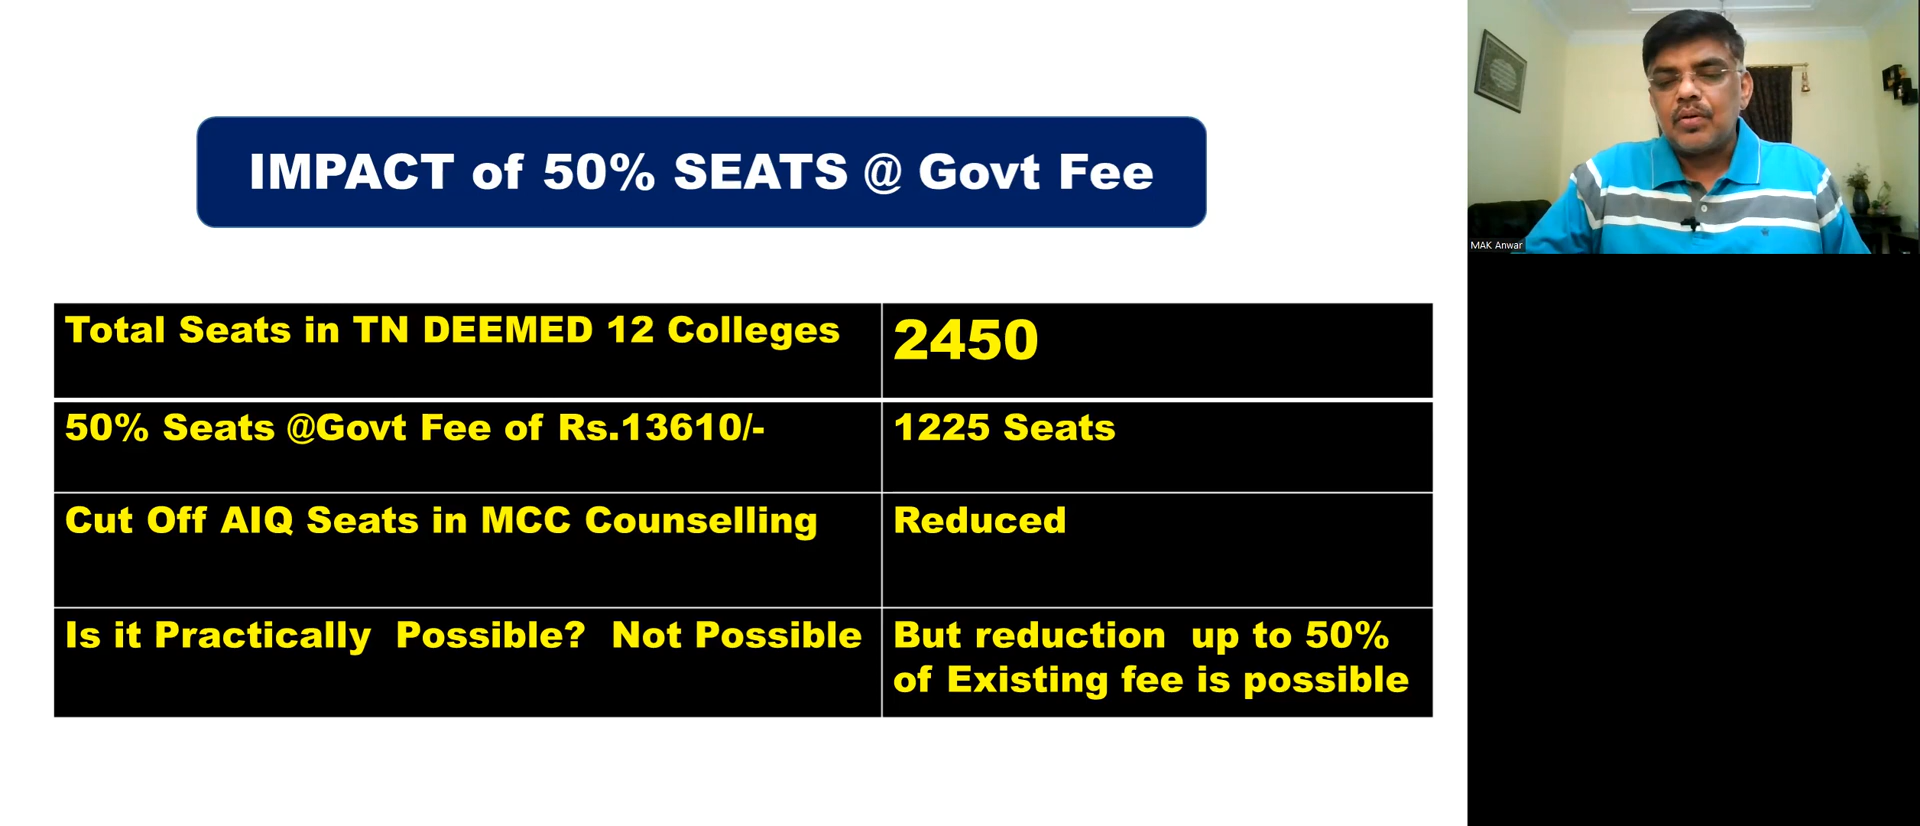 IMPACT of 50% SEATS @ Govt Fee
MAK Anwar
Total Seats in TN DEEMED 12 Colleges
2450
50% Seats @Govt Fee of Rs.13610/-
1225 Seats
Cut Off AIQ Seats in MCC Counselling
Reduced
Is it Practically  Possible?  Not Possible
But reduction  up to 50%
of Existing fee is possible